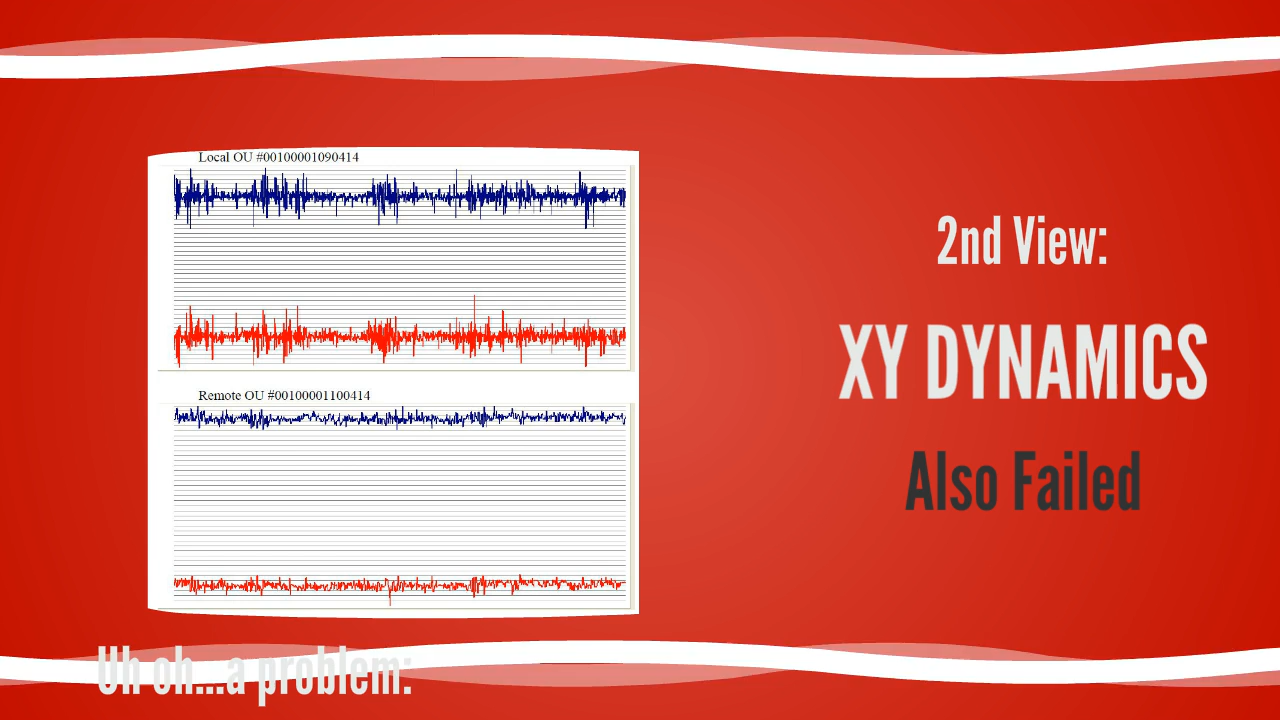 Local OU #00100001090414
Remote OU #00100001100414
2nd View:
XY DYNAMICS
Also Failed
Uh oh...a problem: